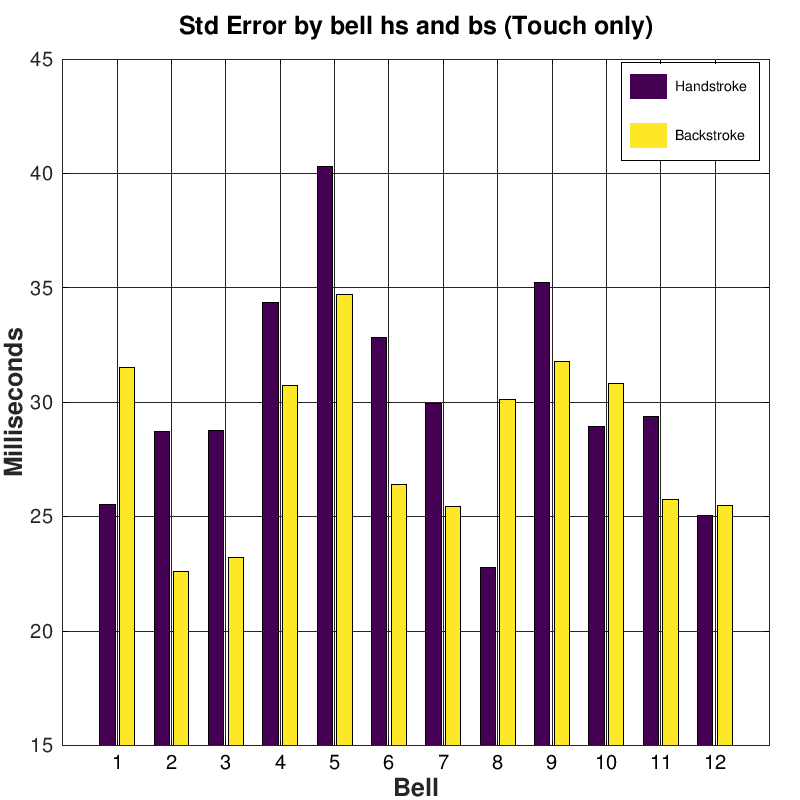 Std Error by bell hs and bs (Touch only)
45
40
35
30
25
20
15
Milliseconds
Handstroke
Backstroke
1 2 3 4 5 6 7 8 9 10 11 12
Bell